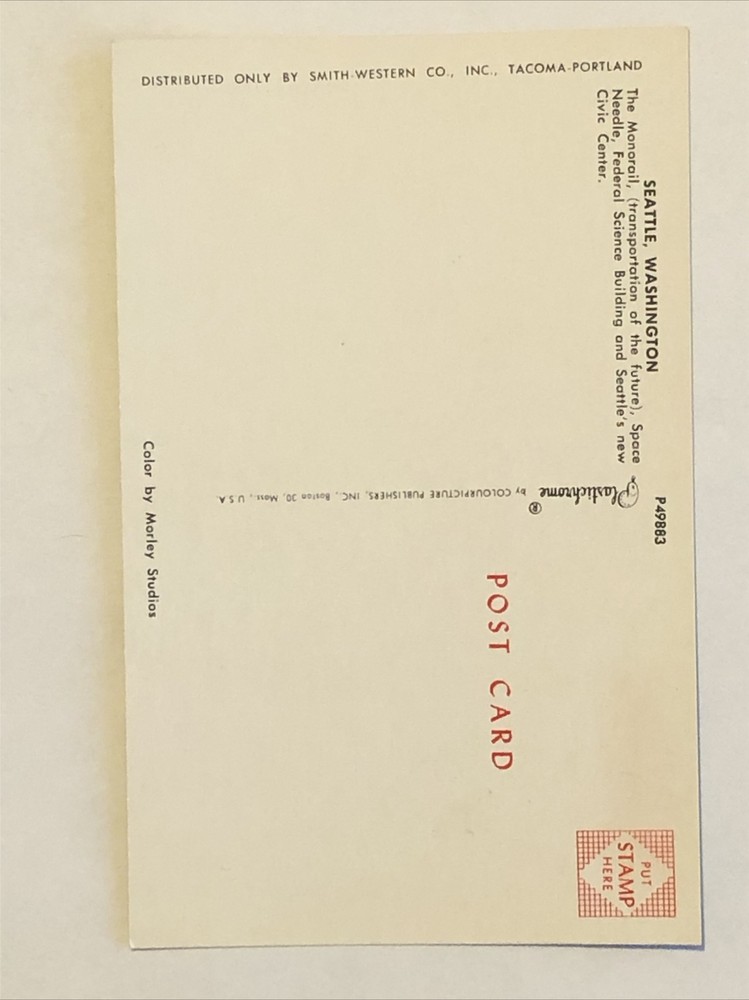 SEATTLE, WASHINGTON
The Monorail, (transportation of the future), Space
Needle, Federal Science Building and Seattle's new
Civic Center.
DISTRIBUTED ONLY BY SMITH-WESTERN CO., INC., TACOMA-PORTLAND
P49883
Plastichrome ® by COLOURPICTURE PUBLISHERS, INC., Boston 30, Mass., U.S.A.
POST CARD
PUT
STAMP
HERE
Color by Morley Studios